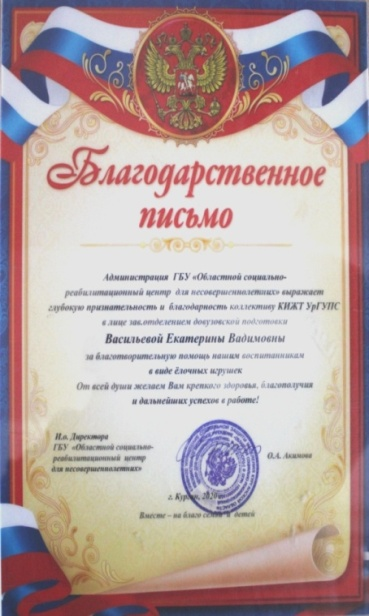 Благодарственное
письмо
Администрация ГБУ «Областной социально-
реабилитационный центр для несовершеннолетних» выражает
глубокую признательность и благодарность коллективу КИЖТ УрГУПС
в лице зав.отделением довузовской подготовки
Васильевой Екатерины Вадимовны
за благотворительную помощь нашим воспитанникам
в виде ёлочных игрушек
От всей души желаем Вам крепкого здоровья, благополучия
и дальнейших успехов в работе!
И.о. Директора
ГБУ «Областной социально-
реабилитационный центр
для несовершеннолетних»
О.А. Акимова
г. Курган, 2020
Вместе – на благо семьи и детей